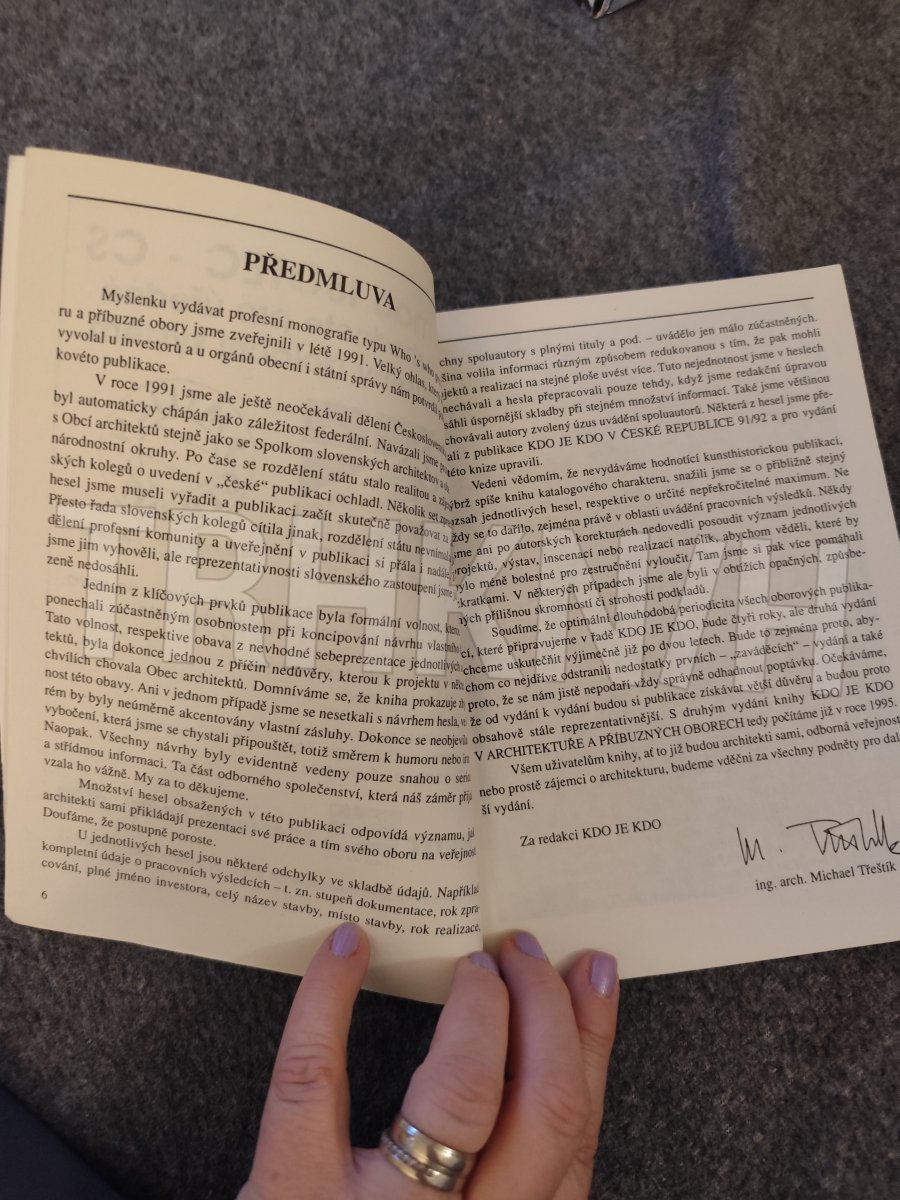 PŘEDMLUVA
Myšlenku vydávat profesní monografie typu Who's who
ru a příbuzné obory jsme zveřejnili v létě 1991. Velký ohlas,
vyvolal u investorů a u orgánů obecní i státní správy nám
kovéto publikace.
V roce 1991 jsme ale ještě neočekávali dělení
byl automaticky chápán jako záležitost federální. Navázali jsme
s Obcí architektů stejně jako se Spolkom slovenských architektov a
národnostní okruhy. Po čase se rozdělení státu stalo realitou a
ských kolegů o uvedení v „české“ publikaci ochladl. Několik set
hesel jsme museli vyřadit a publikaci začít skutečně považovat za
Přesto řada slovenských kolegů cítila jinak, rozdělení státu
dělení profesní komunity a uveřejnění v publikaci si přála i nadále
jsme jim vyhověli, ale reprezentativnosti slovenského zastoupení jsme
zeně nedosáhli.
Jedním z klíčových prvků publikace byla formální volnost,
ponechali zúčastněným osobnostem při koncipování návrhu vlastního
Tato volnost, respektive obava z nevhodné sebeprezentace jednotlivých
tektů, byla dokonce jednou z příčin nedůvěry, kterou k projektu v
chvílích chovala Obec architektů. Domníváme se, že kniha prokazuje
nost této obavy. Ani v jednom případě jsme se nesetkali s návrhem hesla, ve
rém by byly neúměrně akcentovány vlastní zásluhy. Dokonce se neobjevilo
vybočení, která jsme se chystali připouštět, totiž směrem k humoru nebo
Naopak. Všechny návrhy byly evidentně vedeny pouze snahou o
a střídmou informaci. Ta část odborného společenství, která náš záměr
vzala ho vážně. My za to děkujeme.
Množství hesel obsažených v této publikaci odpovídá významu,
architekti sami přikládají prezentaci své práce a tím svého oboru na veřejnost
Doufáme, že postupně poroste.
U jednotlivých hesel jsou některé odchylky ve skladbě údajů. Například
kompletní údaje o pracovních výsledcích – t. zn. stupeň dokumentace, rok zpra-
cování, plné jméno investora, celý název stavby, místo stavby, rok realizace,
6
chny spoluautory s plnými tituly a pod. – uvádělo jen málo zúčastněných.
šina volila informaci různým způsobem redukovanou s tím, že pak mohli
jektů a realizací na stejné ploše uvést více. Tuto nejednotnost jsme v heslech
nechávali a hesla přepracovali pouze tehdy, když jsme redakční úpravou
sáhli úspornější skladby při stejném množství informací. Také jsme většinou
chovávali autory zvolený úzus uvádění spoluautorů. Některá z hesel jsme pře-
ali z publikace KDO JE KDO V ČESKÉ REPUBLICE 91/92 a pro vydání
této knize upravili.
Vedeni vědomím, že nevydáváme hodnotící kunsthistorickou publikaci,
ýbrž spíše knihu katalogového charakteru, snažili jsme se o přibližně stejný
ozsah jednotlivých hesel, respektive o určité nepřekročitelné maximum. Ne
ždy se to dařilo, zejména právě v oblasti uvádění pracovních výsledků. Někdy
sme ani po autorských korekturách nedovedli posoudit význam jednotlivých
projektů, výstav, inscenací nebo realizací natolik, abychom věděli, které by
ylo méně bolestné pro zestručnění vyloučit. Tam jsme si pak více pomáhali
zkratkami. V některých případech jsme ale byli v obtížích opačných, způsobe-
ných přílišnou skromností či strohostí podkladů.
Soudíme, že optimální dlouhodobá periodicita všech oborových publika-
cí, které připravujeme v řadě KDO JE KDO, bude čtyři roky, ale druhá vydání
chceme uskutečnit výjimečně již po dvou letech. Bude to zejména proto, aby-
chom co nejdříve odstranili nedostatky prvních – „zaváděcích“ – vydání a také
proto, že se nám jistě nepodaří vždy správně odhadnout poptávku. Očekáváme,
že od vydání k vydání budou si publikace získávat větší důvěru a budou proto
obsahově stále reprezentativnější. S druhým vydání knihy KDO JE KDO
V ARCHITEKTUŘE A PŘÍBUZNÝCH OBORECH tedy počítáme již v roce 1995.
Všem uživatelům knihy, ať to již budou architekti sami, odborná veřejnost
nebo prostě zájemci o architekturu, budeme vděčni za všechny podněty pro dal-
ší vydání.
Za redakci KDO JE KDO
ing. arch. Michael Třeštík